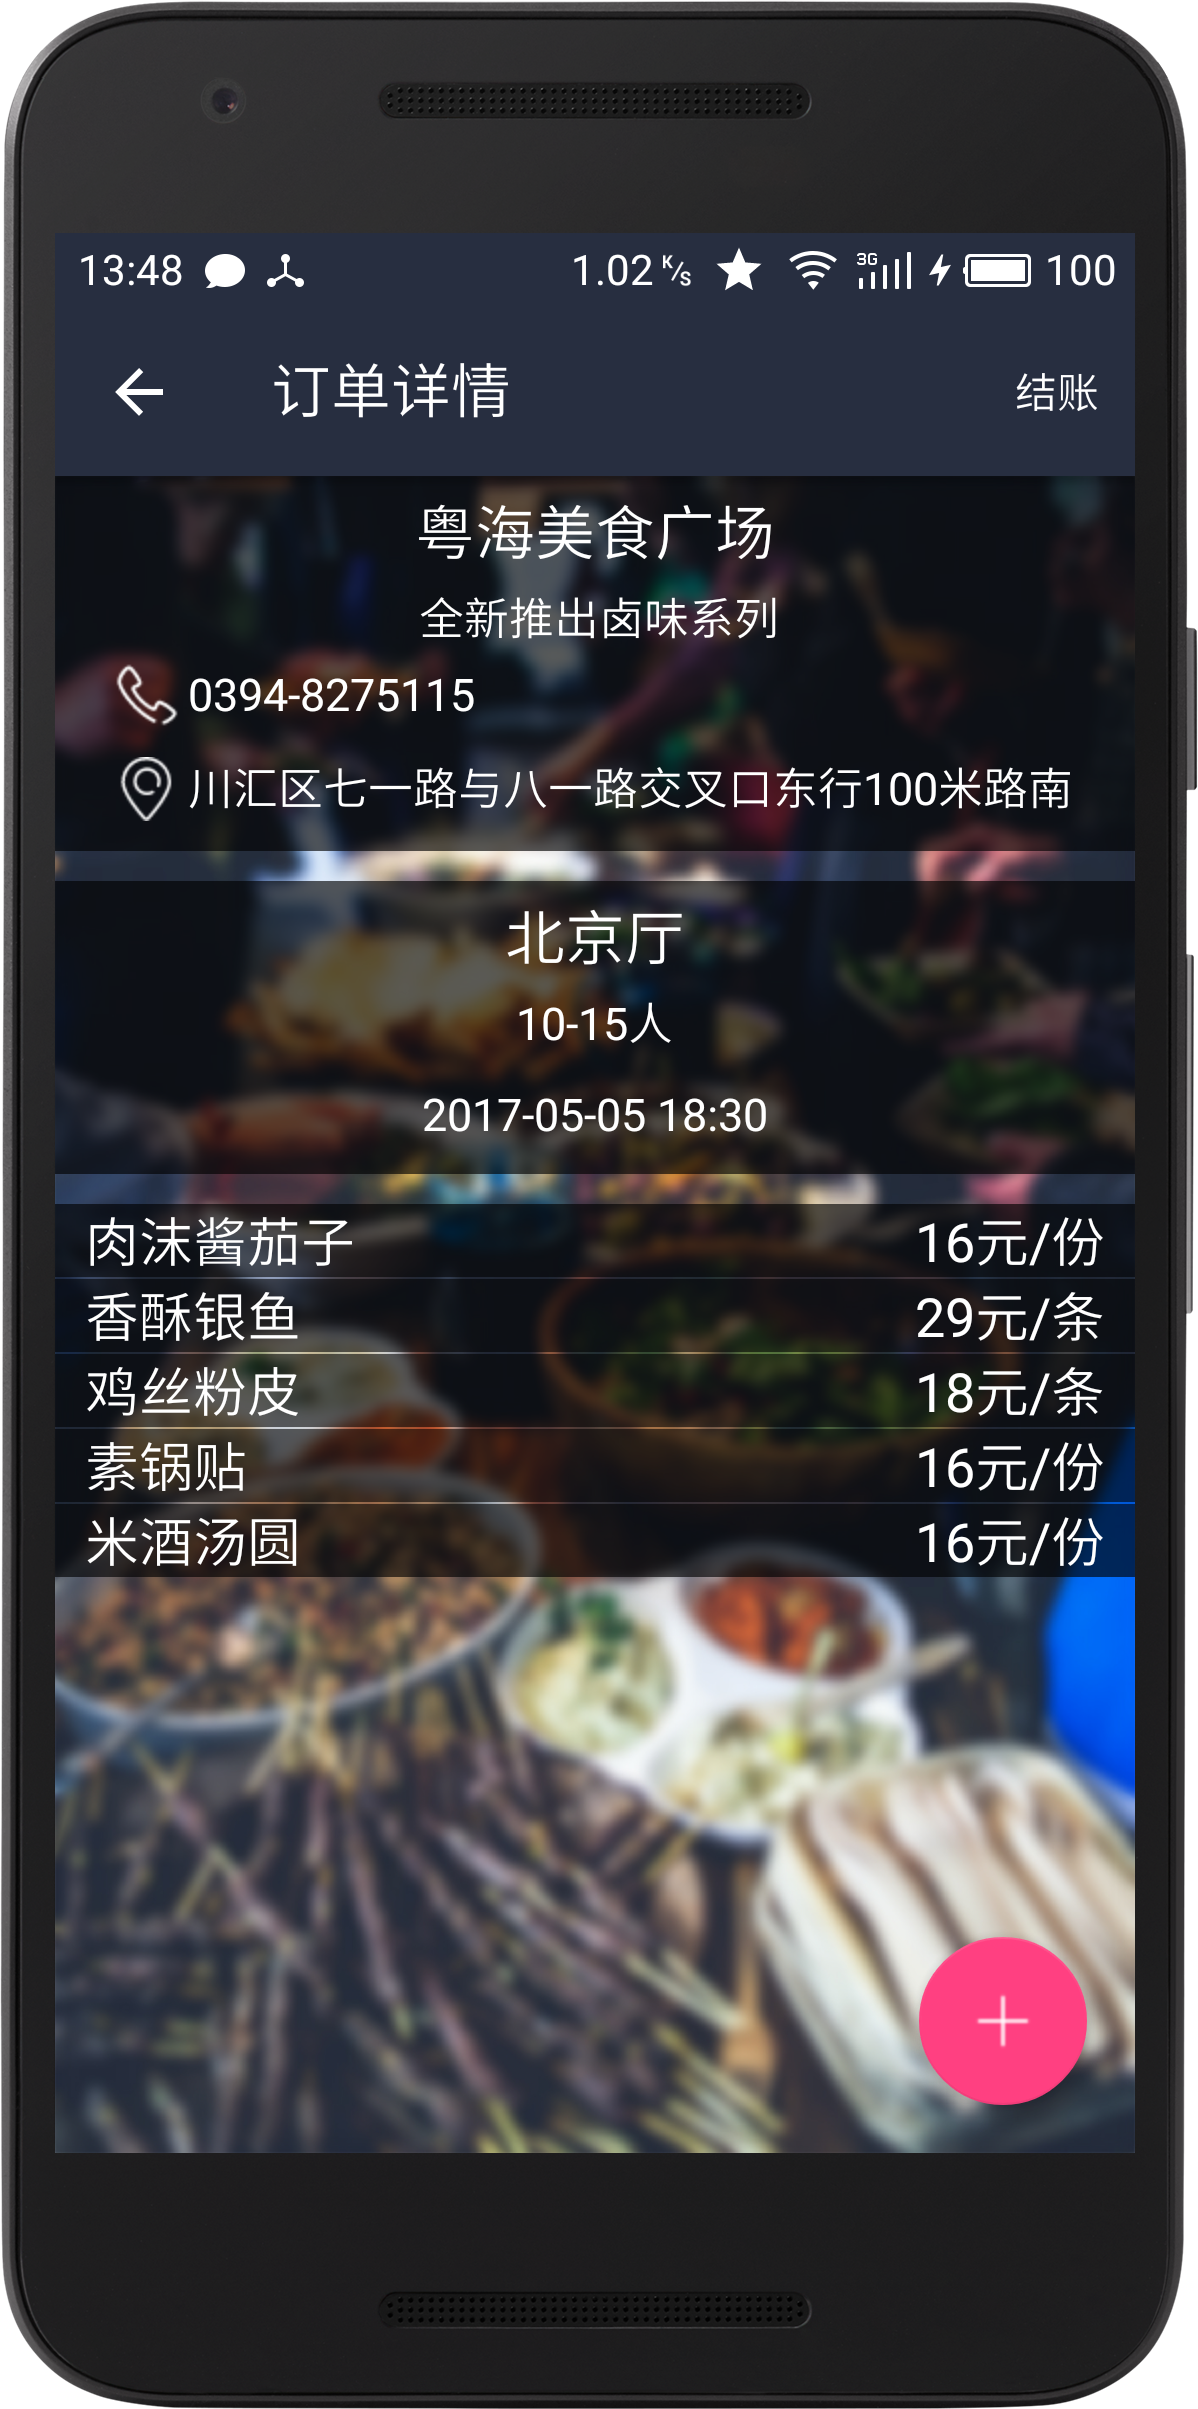 13:48 1.02 K/s 3G 100
订单详情 结账
粤海美食广场
全新推出卤味系列
0394-8275115
川汇区七一路与八一路交叉口东行100米路南
北京厅
10-15人
2017-05-05 18:30
肉沫酱茄子 16元/份
香酥银鱼 29元/条
鸡丝粉皮 18元/条
素锅贴 16元/份
米酒汤圆 16元/份